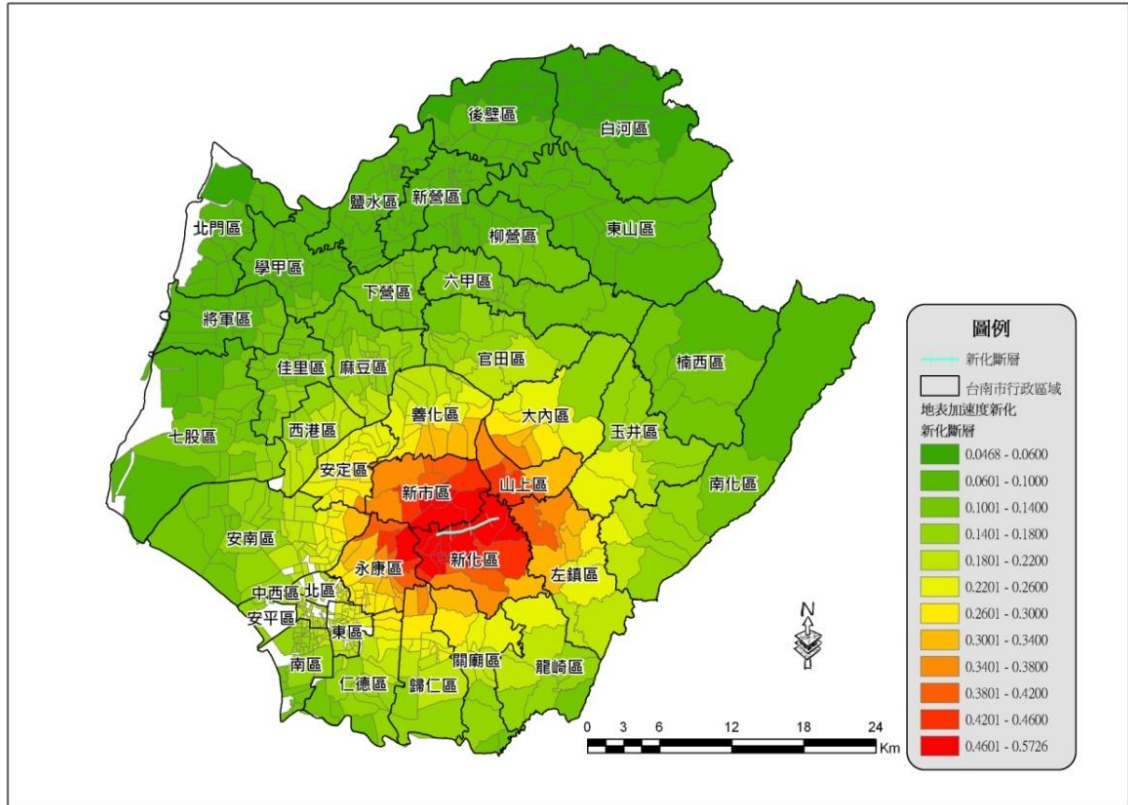 後壁區
白河區
鹽水區
新營區
北門區
柳營區
東山區
學甲區
下營區
六甲區
將軍區
官田區
楠西區
佳里區
麻豆區
善化區
大內區
玉井區
七股區
西港區
安定區
新市區
山上區
南化區
安南區
永康區
新化區
左鎮區
中西區
北區
安平區
東區
南區
關廟區
龍崎區
仁德區
歸仁區
N
0 3 6 12 18 24
Km
圖例
新化斷層
台南市行政區域
地表加速度新化
新化斷層
0.0468 - 0.0600
0.0601 - 0.1000
0.1001 - 0.1400
0.1401 - 0.1800
0.1801 - 0.2200
0.2201 - 0.2600
0.2601 - 0.3000
0.3001 - 0.3400
0.3401 - 0.3800
0.3801 - 0.4200
0.4201 - 0.4600
0.4601 - 0.5726